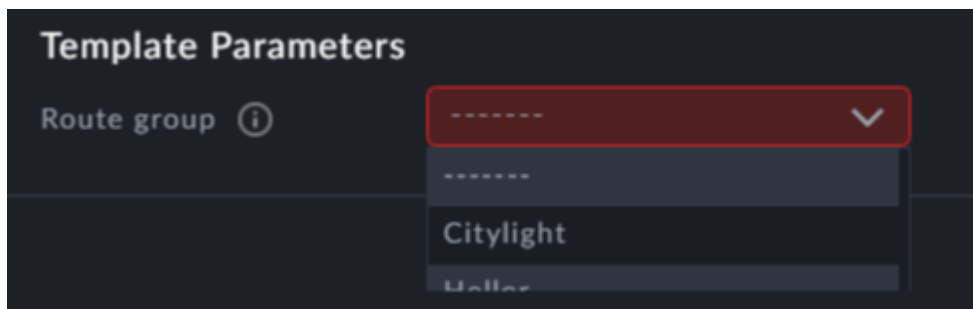 Template Parameters
Route group
-------
-------
Citylight